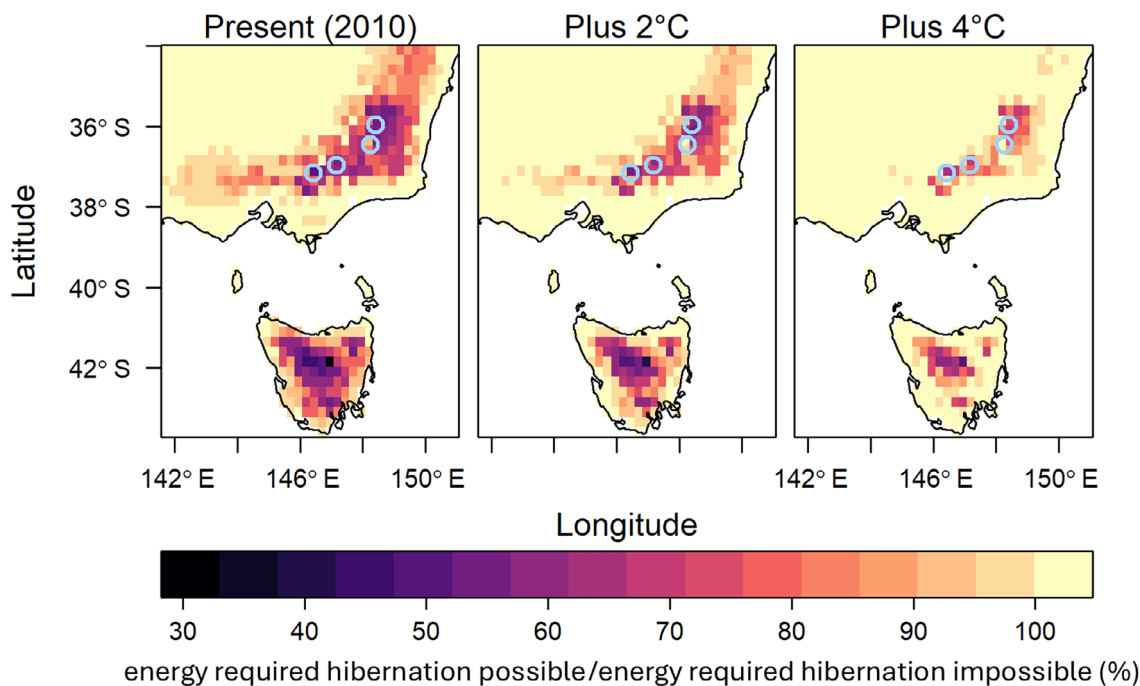 Present (2010) Plus 2°C Plus 4°C
36° S
38° S
40° S
42° S
Latitude
142° E 146° E 150° E 142° E 146° E 150° E
Longitude
30 40 50 60 70 80 90 100
energy required hibernation possible/energy required hibernation impossible (%)